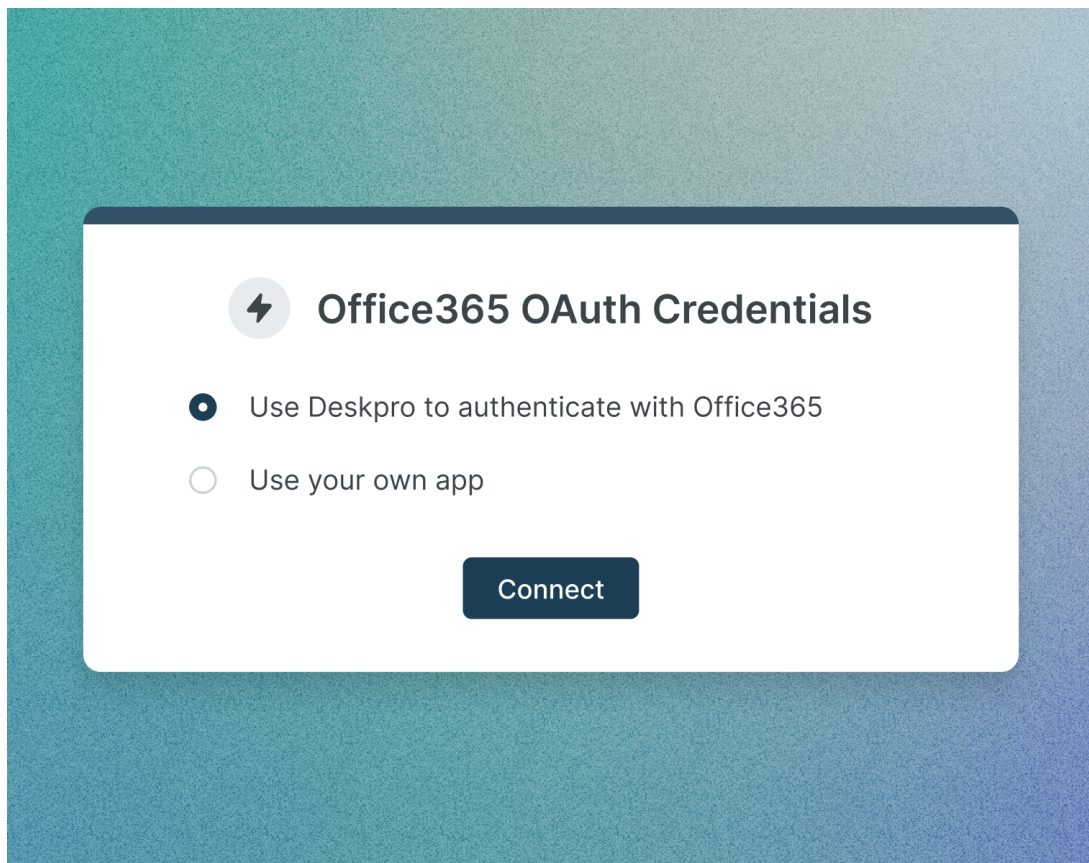 Office365 OAuth Credentials
Use Deskpro to authenticate with Office365
Use your own app
Connect